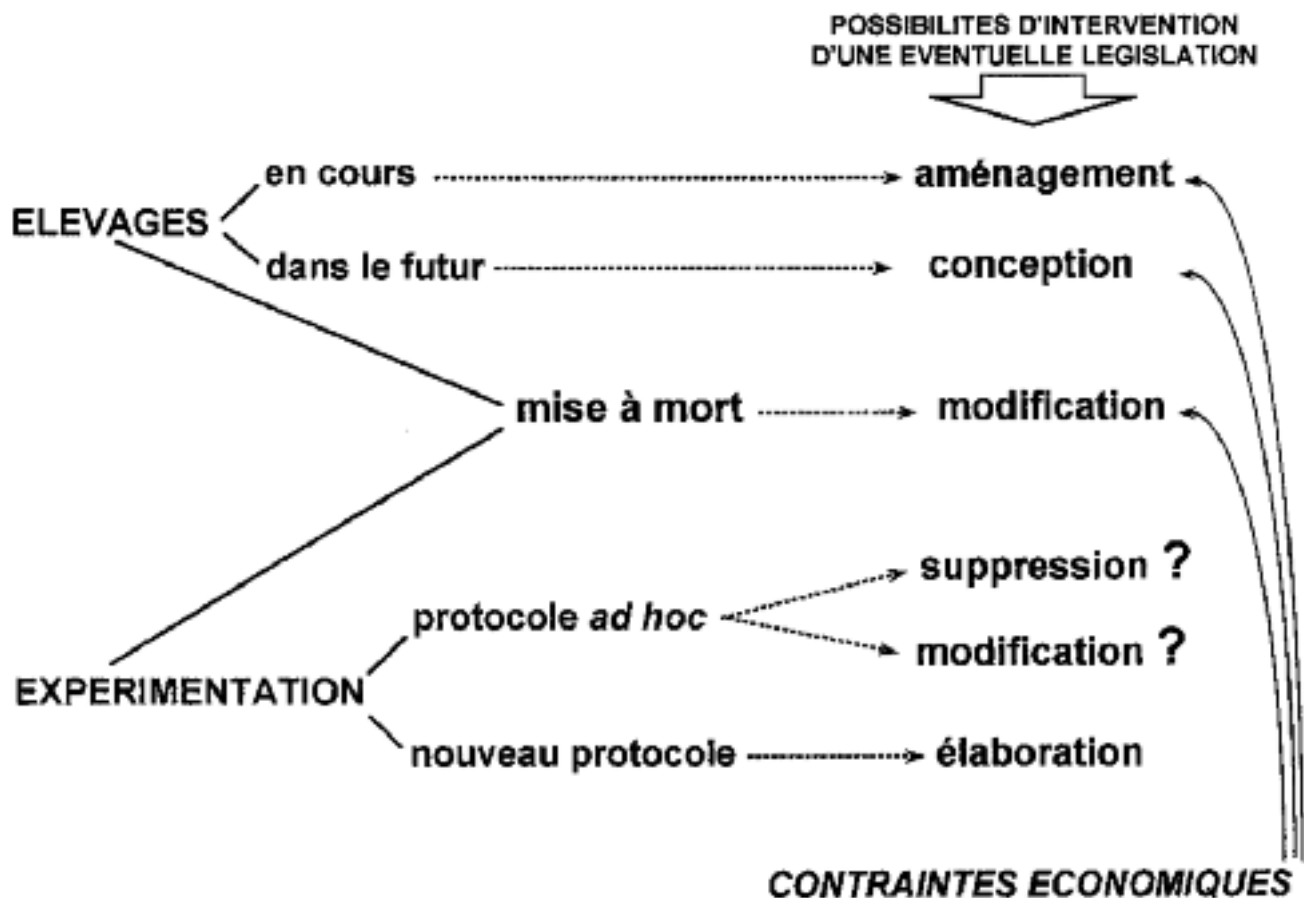 POSSIBILITES D'INTERVENTION
D'UNE EVENTUELLE LEGISLATION
en cours
aménagement
ELEVAGES
dans le futur
conception
mise à mort
modification
suppression ?
protocole ad hoc
modification ?
EXPERIMENTATION
nouveau protocole
élaboration
CONTRAINTES ECONOMIQUES